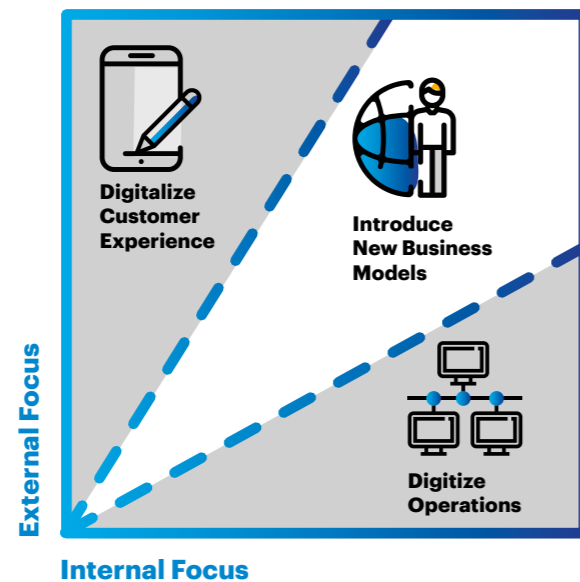 Digitalize
Customer
Experience
Introduce
New Business
Models
Digitize
Operations
External Focus
Internal Focus